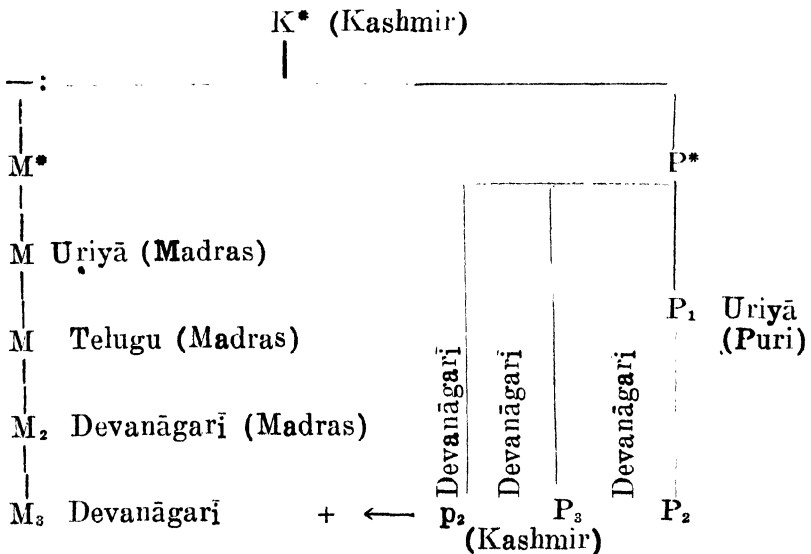 K* (Kashmir)
M* P*
M Uriyā (Madras)
P₁ Uriyā
(Puri)
M Telugu (Madras)
Devanāgarī Devanāgarī Devanāgarī
M₂ Devanāgarī (Madras)
M₃ Devanāgarī + ← p₂ P₃ P₂
(Kashmir)